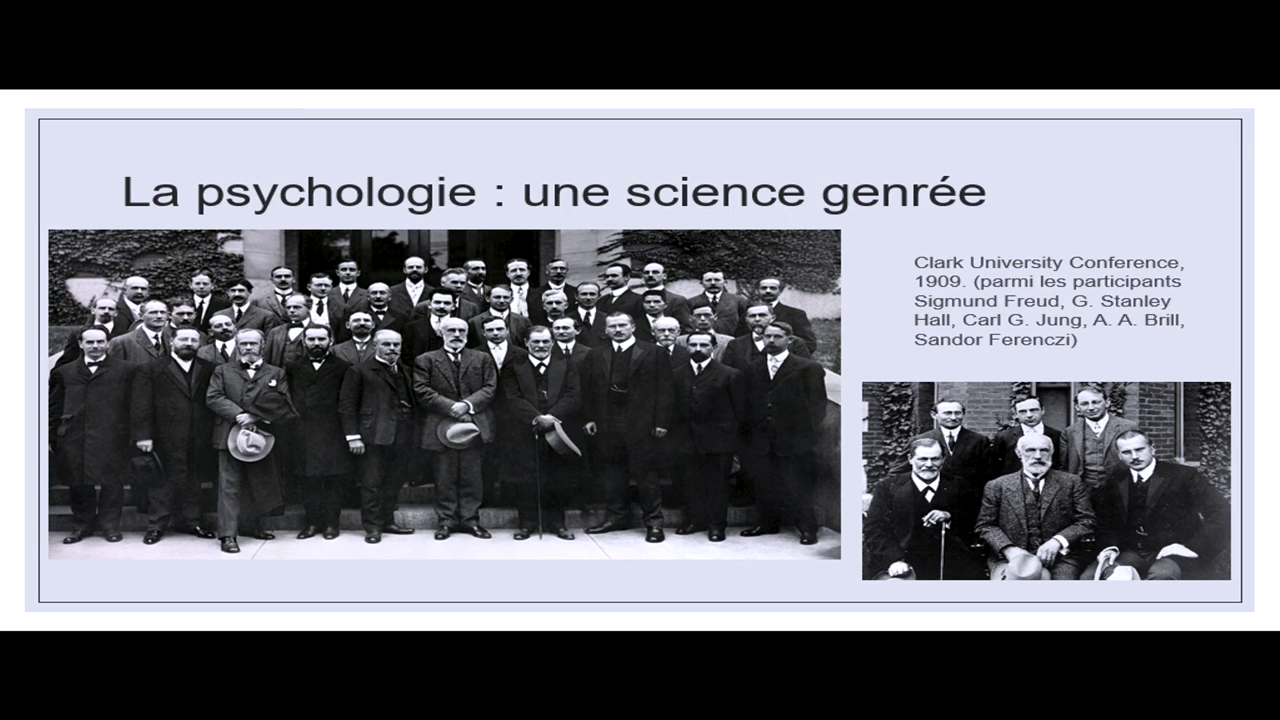 La psychologie : une science genrée
Clark University Conference,
1909. (parmi les participants
Sigmund Freud, G. Stanley
Hall, Carl G. Jung, A. A. Brill,
Sandor Ferenczi)